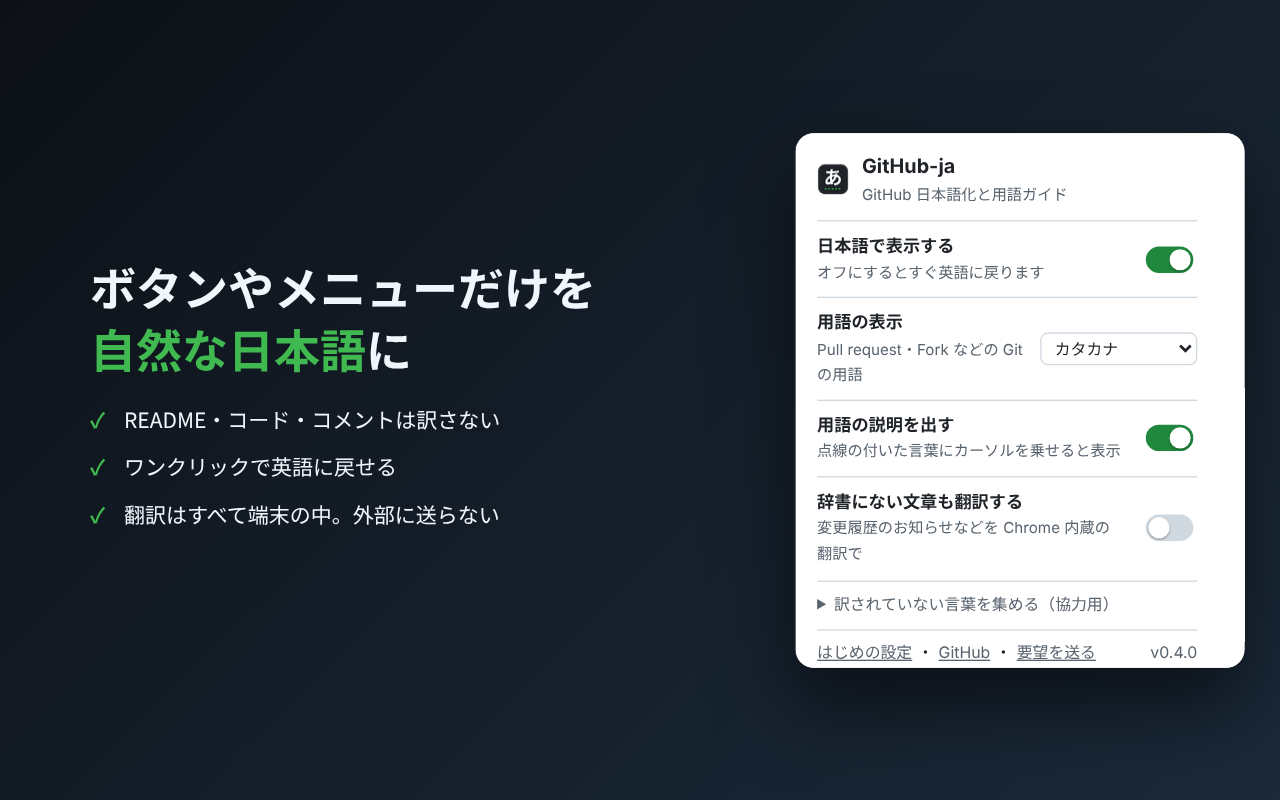 ボタンやメニューだけを
自然な日本語に
✓ README・コード・コメントは訳さない
✓ ワンクリックで英語に戻せる
✓ 翻訳はすべて端末の中。外部に送らない
あ
GitHub-ja
GitHub 日本語化と用語ガイド
日本語で表示する
オフにするとすぐ英語に戻ります
用語の表示
Pull request・Fork などの Git
の用語
カタカナ
用語の説明を出す
点線の付いた言葉にカーソルを乗せると表示
辞書にない文章も翻訳する
変更履歴のお知らせなどを Chrome 内蔵の
翻訳で
▶ 訳されていない言葉を集める（協力用）
はじめの設定 ・ GitHub ・ 要望を送る v0.4.0